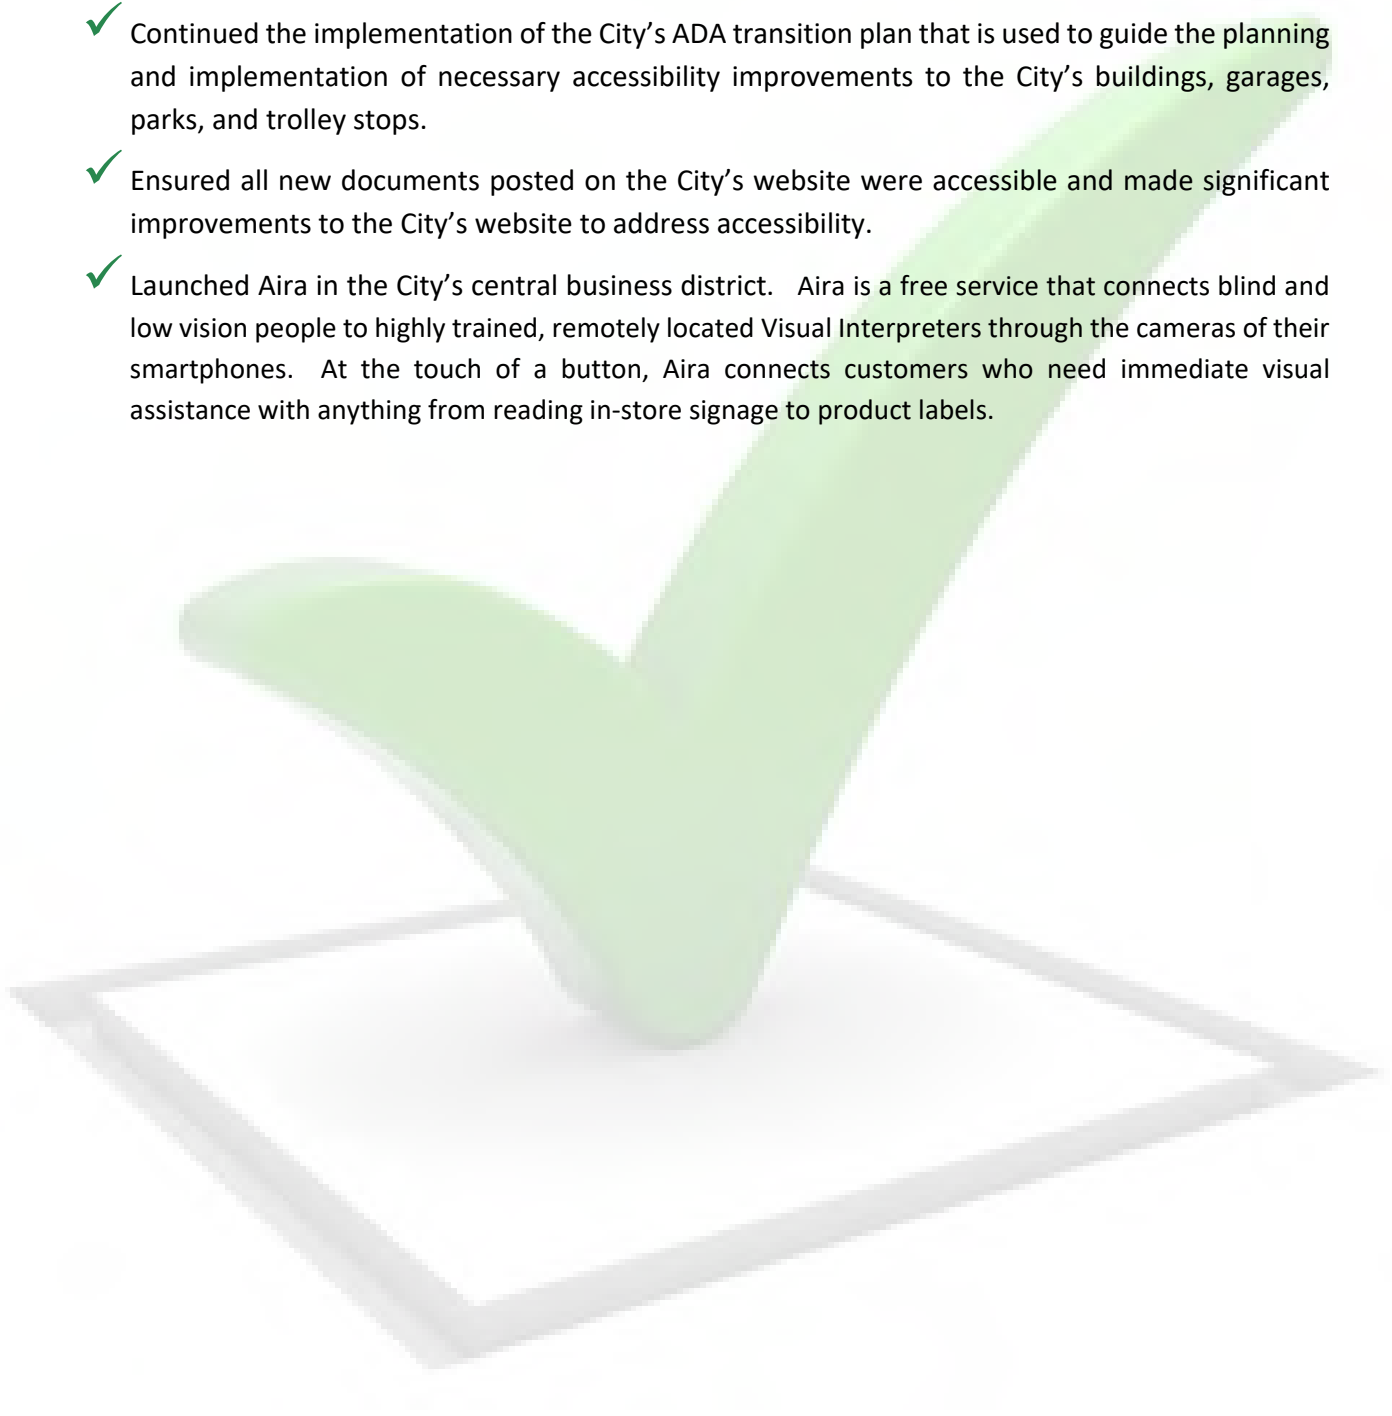 Continued the implementation of the City’s ADA transition plan that is used to guide the planning
and implementation of necessary accessibility improvements to the City’s buildings, garages,
parks, and trolley stops.
Ensured all new documents posted on the City’s website were accessible and made significant
improvements to the City’s website to address accessibility.
Launched Aira in the City’s central business district.   Aira is a free service that connects blind and
low vision people to highly trained, remotely located Visual Interpreters through the cameras of their
smartphones.  At the touch of a button, Aira connects customers who need immediate visual
assistance with anything from reading in-store signage to product labels.